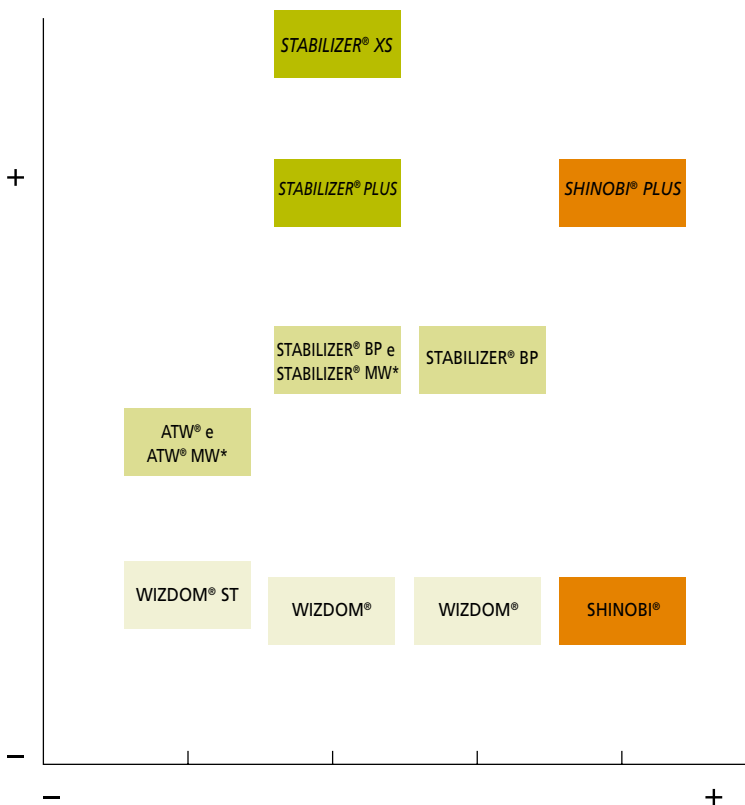 STABILIZER® XS
+
STABILIZER® PLUS
SHINOBI® PLUS
STABILIZER® BP e
STABILIZER® MW*
STABILIZER® BP
ATW® e
ATW® MW*
WIZDOM® ST
WIZDOM®
WIZDOM®
SHINOBI®
–
–
+